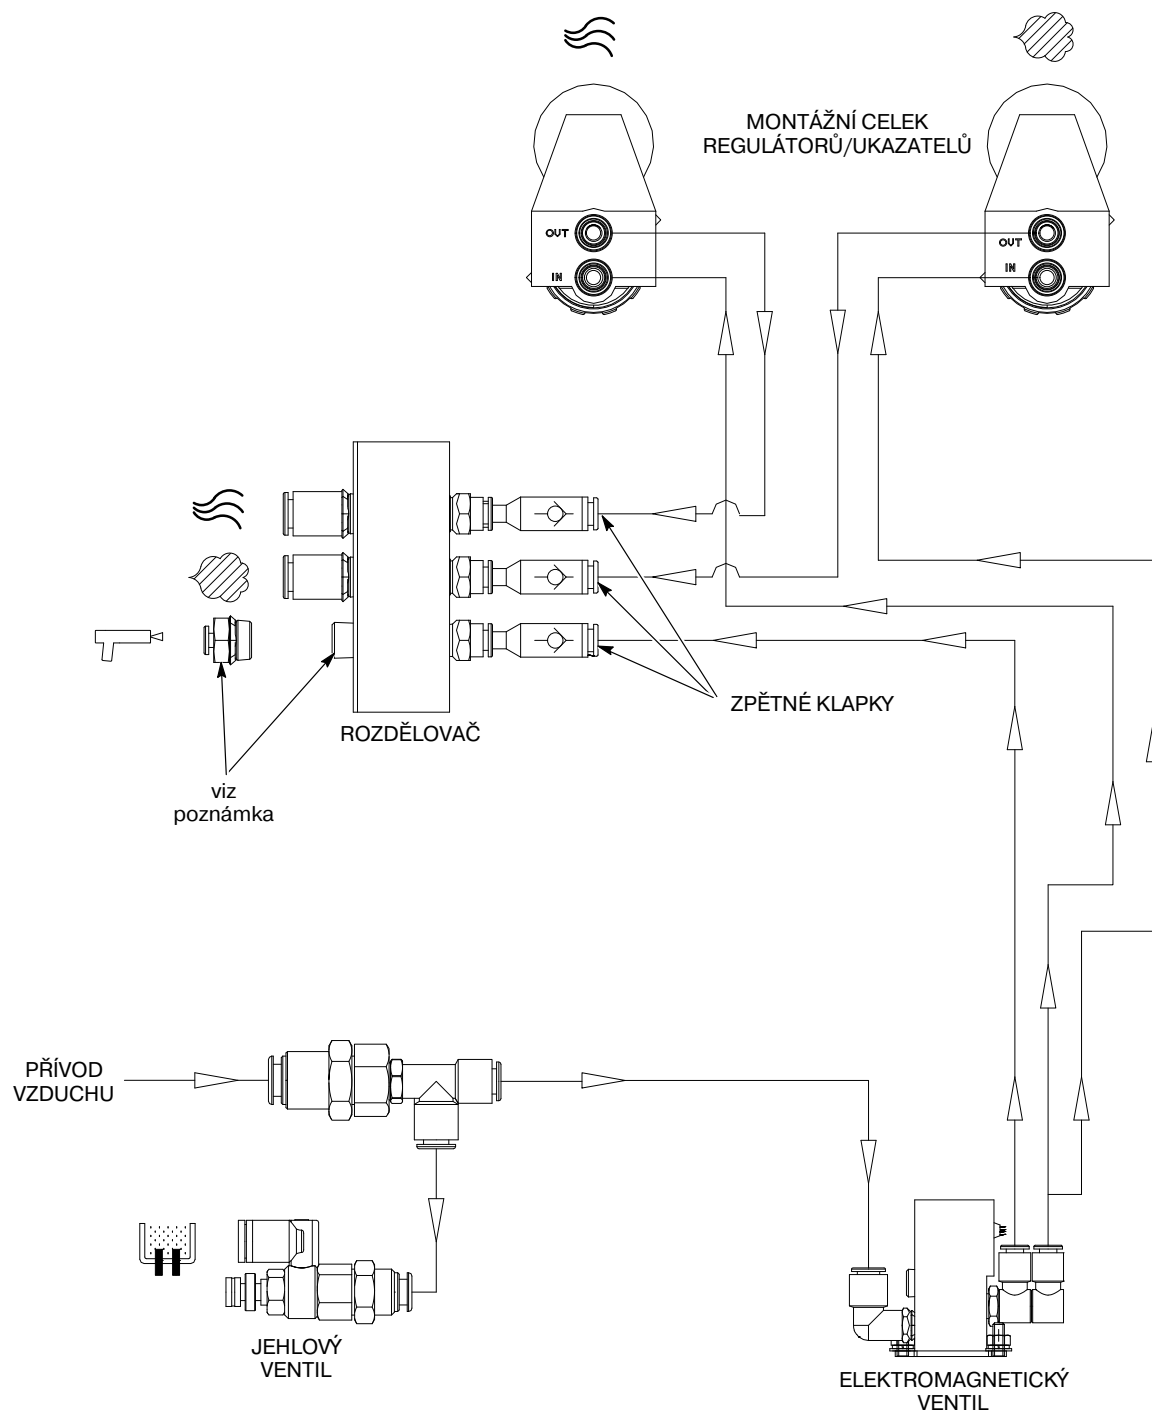 MONTÁŽNÍ CELEK
REGULÁTORŮ/UKAZATELŮ
OUT
IN
OUT
IN
ZPĚTNÉ KLAPKY
ROZDĚLOVAČ
viz
poznámka
PŘÍVOD
VZDUCHU
JEHLOVÝ
VENTIL
ELEKTROMAGNETICKÝ
VENTIL